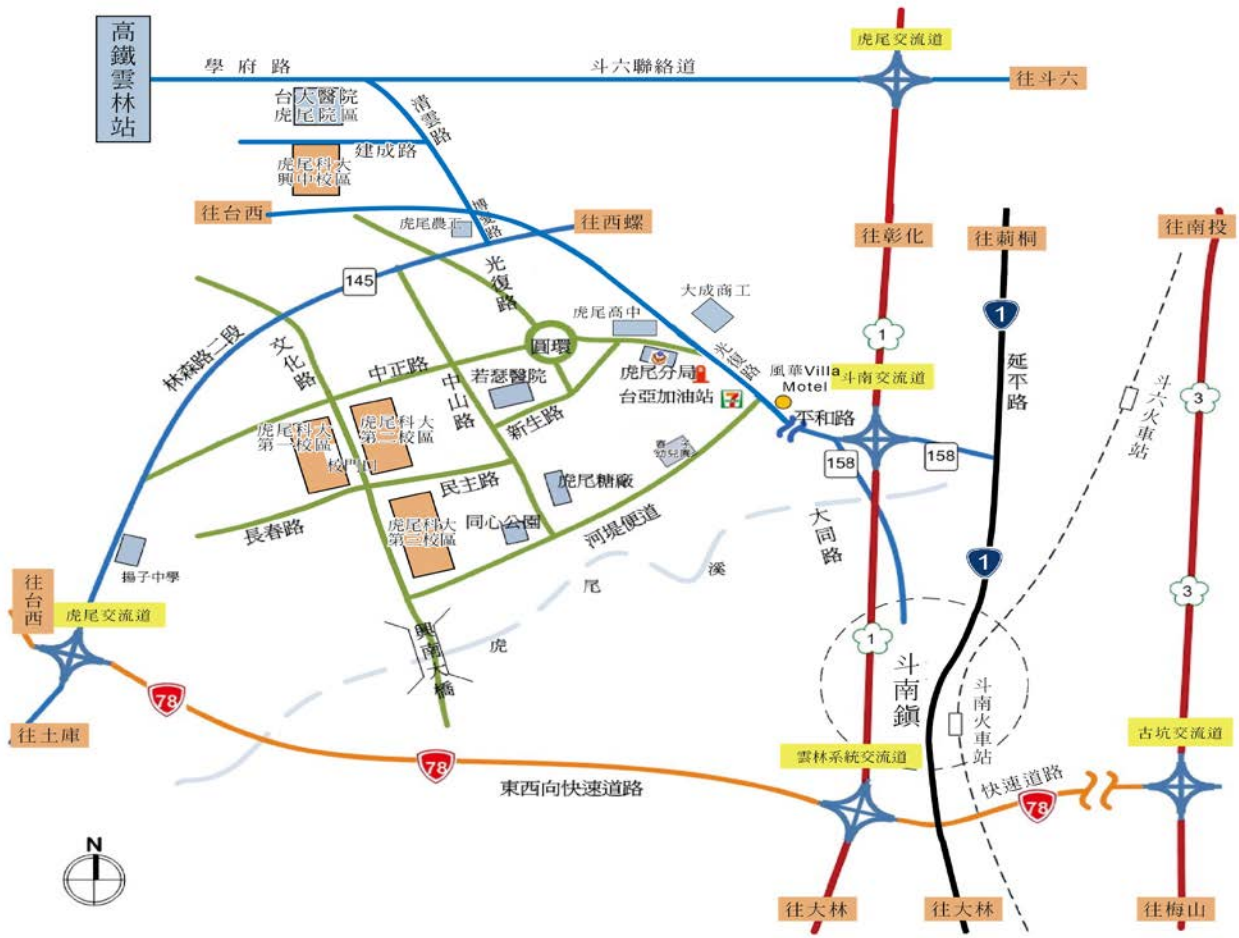 高鐵雲林站
虎尾交流道
學府路
斗六聯絡道
往斗六
台大醫院
虎尾院區
清雲路
建成路
虎尾科大
興中校區
往台西
博愛路
虎尾農工
往西螺
往彰化
往莿桐
往南投
光復路
145
大成商工
1
1
虎尾高中
圓環
文化路
林森路二段
中正路
中山路
若瑟醫院
虎尾分局
光復路
風華Villa
Motel
斗南交流道
延平路
斗六火車站
3
台亞加油站
7
新生路
平和路
虎尾科大
第一校區
虎尾科大
第二校區
校門口
158
158
幼兒園
民主路
虎尾糖廠
長春路
虎尾科大
第三校區
同心公園
河堤便道
大同路
揚子中學
尾
溪
1
3
往台西
虎尾交流道
興南大橋
虎
1
斗南鎮
78
斗南火車站
往土庫
古坑交流道
雲林系統交流道
78
東西向快速道路
快速道路
78
N
往大林
往大林
往梅山